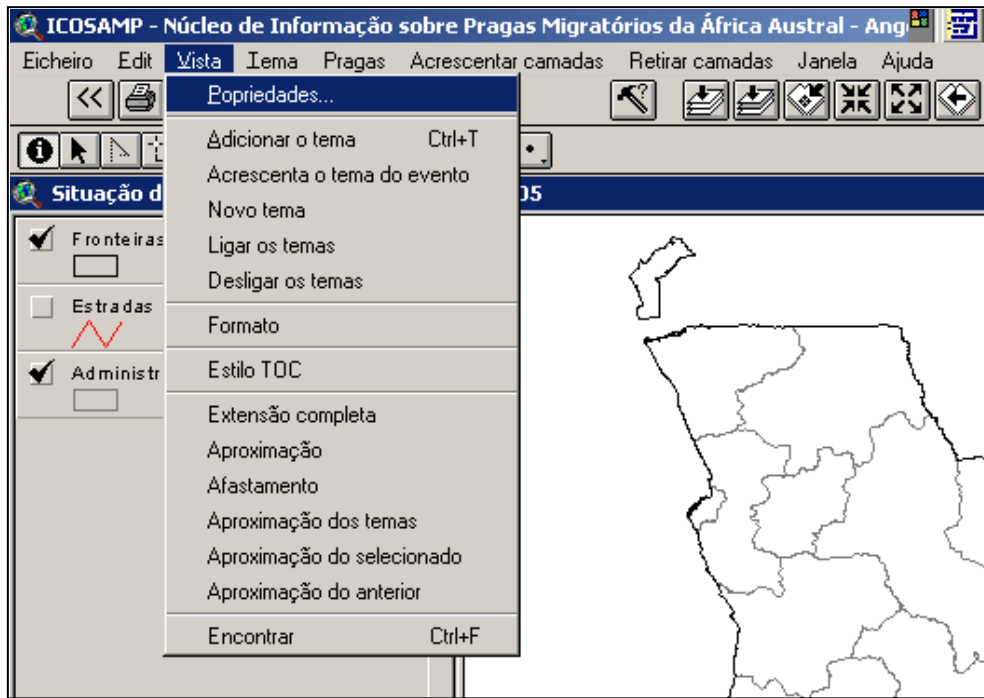 ICOSAMP - Núcleo de Informação sobre Pragas Migratórios da África Austral - Ang
Eicheiro Edit Vista Tema Pragas Acrescentar camadas Retirar camadas Janela Ajuda
Popriedades...
Adicionar o tema Ctrl+T
Acrescenta o tema do evento
Novo tema
Ligar os temas
Desligar os temas
Formato
Estilo TOC
Extensão completa
Aproximação
Afastamento
Aproximação dos temas
Aproximação do selecionado
Aproximação do anterior
Encontrar Ctrl+F
Situação d 05
Fronteiras
Estradas
Administr